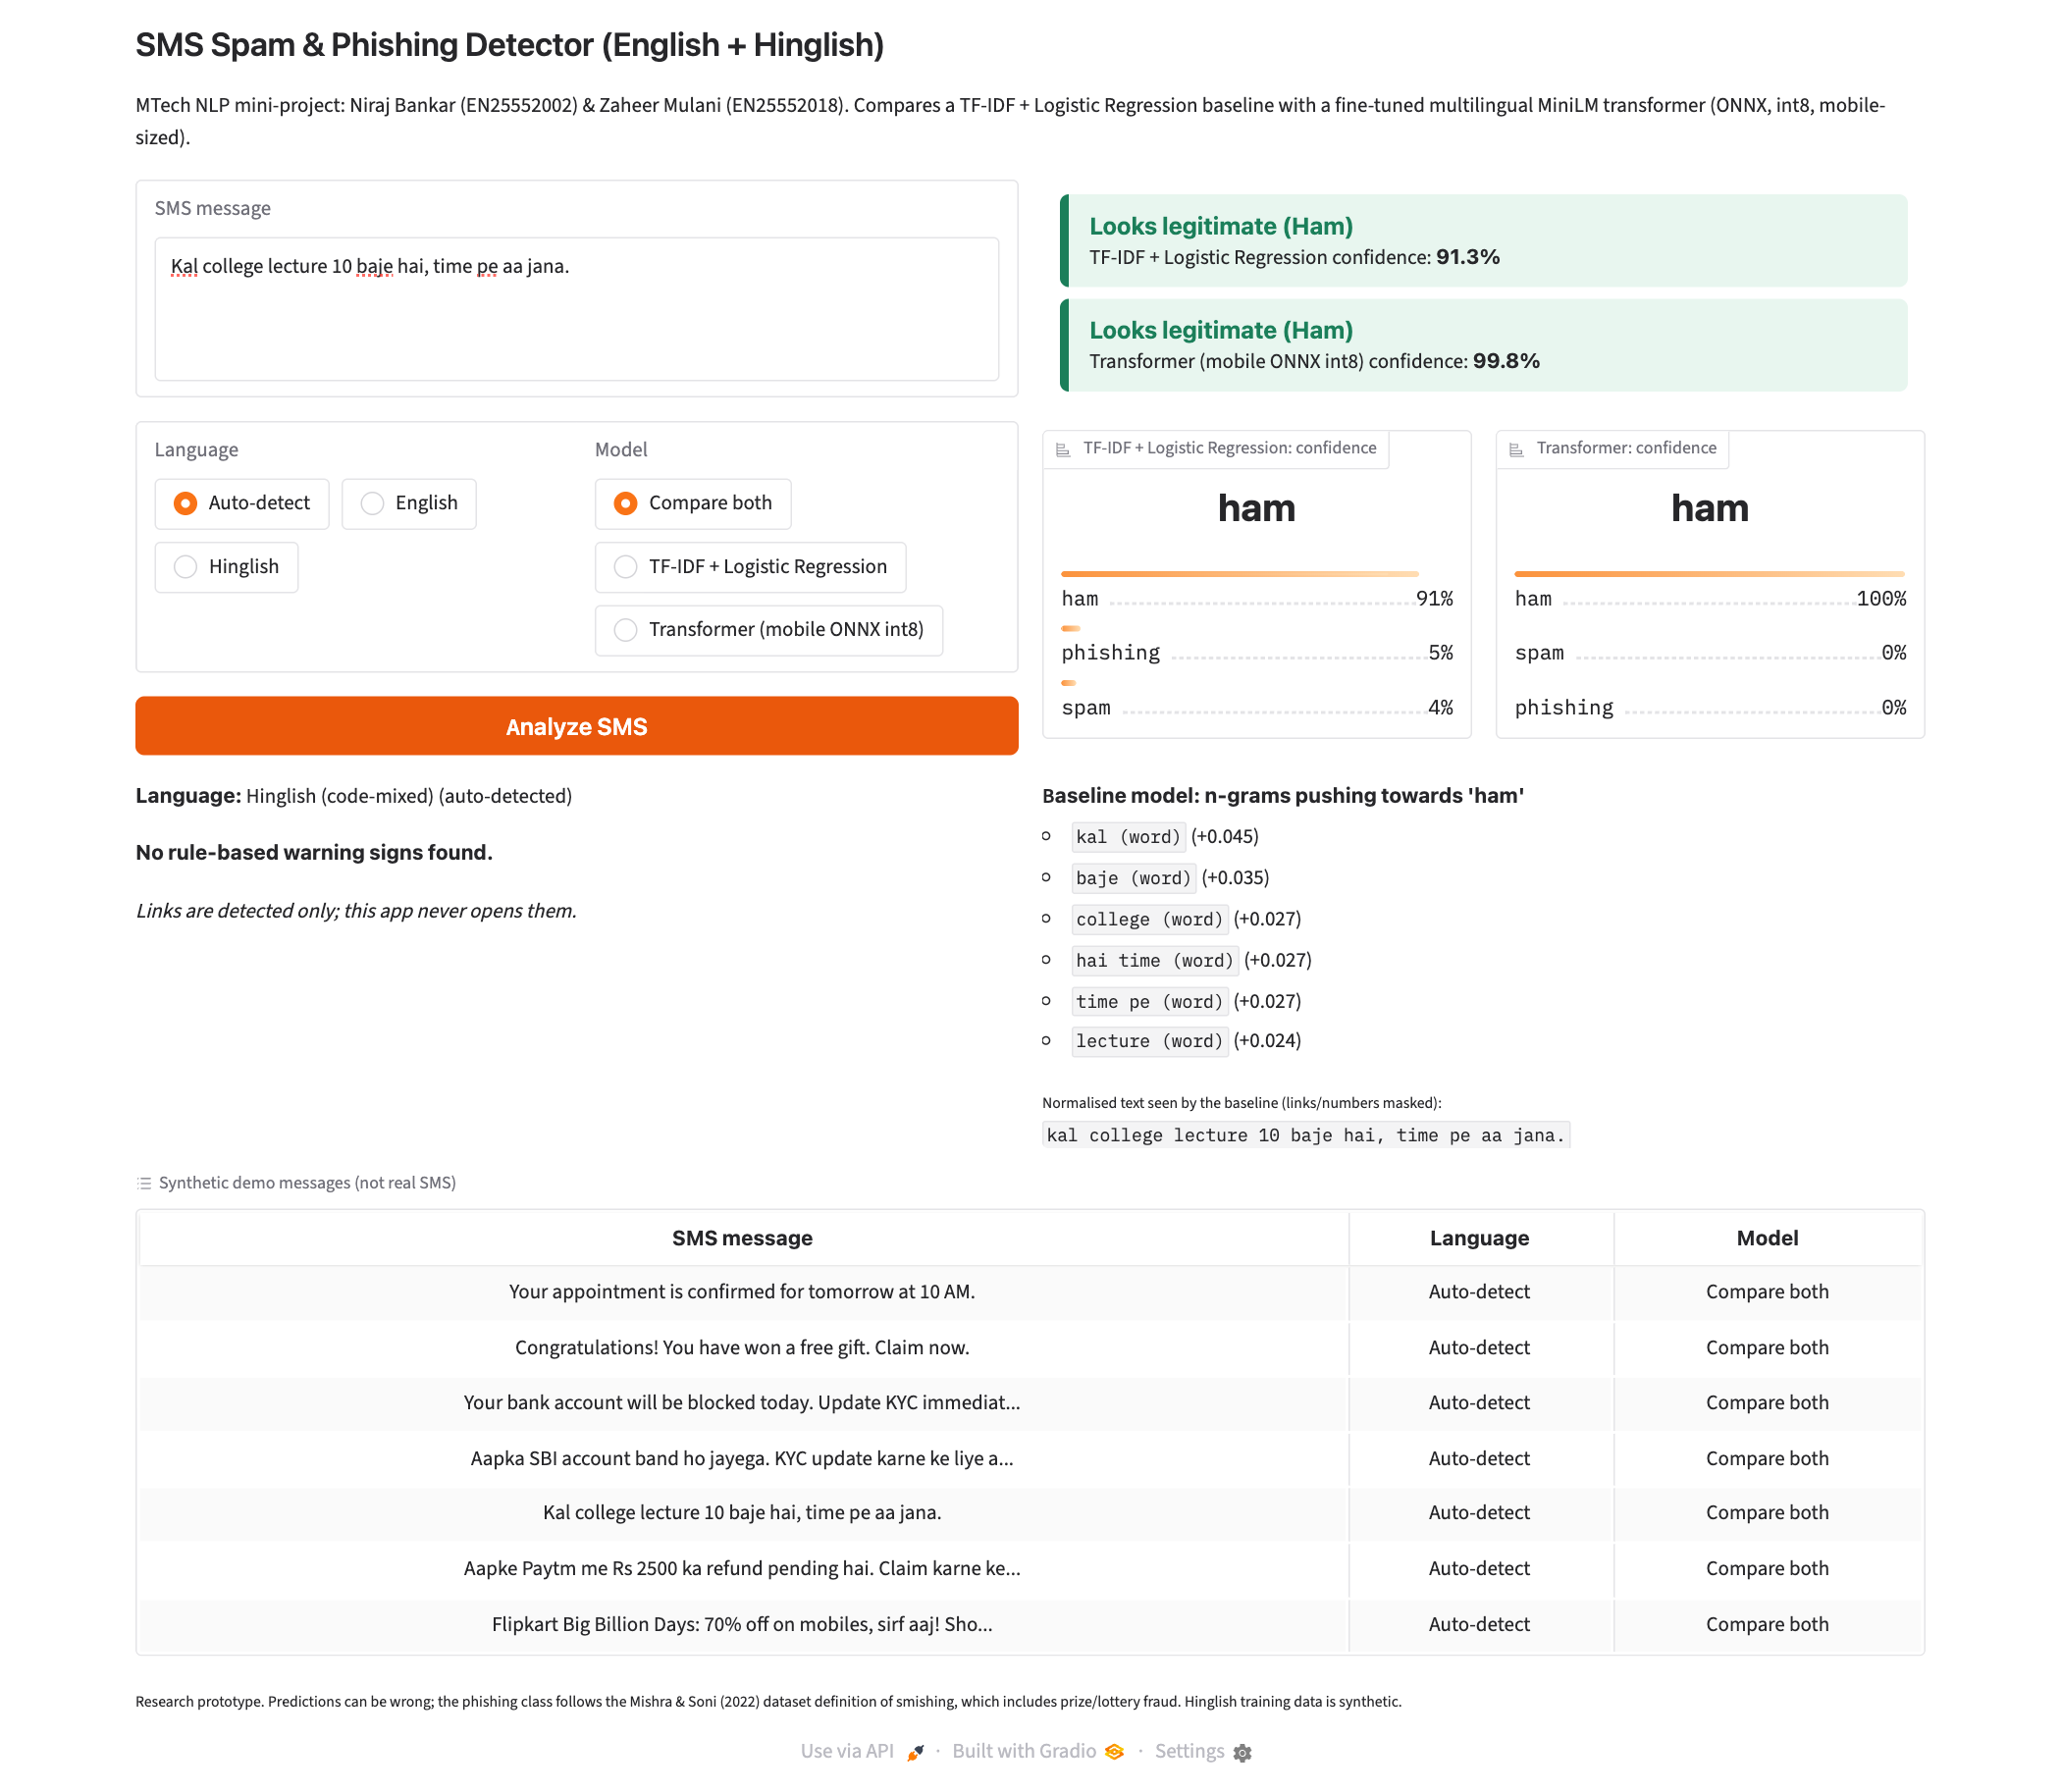 SMS Spam & Phishing Detector (English + Hinglish)
MTech NLP mini-project: Niraj Bankar (EN25552002) & Zaheer Mulani (EN25552018). Compares a TF-IDF + Logistic Regression baseline with a fine-tuned multilingual MiniLM transformer (ONNX, int8, mobile-
sized).
SMS message
Kal college lecture 10 baje hai, time pe aa jana.
Looks legitimate (Ham)
TF-IDF + Logistic Regression confidence: 91.3%
Looks legitimate (Ham)
Transformer (mobile ONNX int8) confidence: 99.8%
Language
Auto-detect
English
Hinglish
Model
Compare both
TF-IDF + Logistic Regression
Transformer (mobile ONNX int8)
Analyze SMS
TF-IDF + Logistic Regression: confidence
ham
ham 91%
phishing 5%
spam 4%
Transformer: confidence
ham
ham 100%
spam 0%
phishing 0%
Language: Hinglish (code-mixed) (auto-detected)
No rule-based warning signs found.
Links are detected only; this app never opens them.
Baseline model: n-grams pushing towards 'ham'
kal (word) (+0.045)
baje (word) (+0.035)
college (word) (+0.027)
hai time (word) (+0.027)
time pe (word) (+0.027)
lecture (word) (+0.024)
Normalised text seen by the baseline (links/numbers masked):
kal college lecture 10 baje hai, time pe aa jana.
Synthetic demo messages (not real SMS)
SMS message Language Model
Your appointment is confirmed for tomorrow at 10 AM. Auto-detect Compare both
Congratulations! You have won a free gift. Claim now. Auto-detect Compare both
Your bank account will be blocked today. Update KYC immediat... Auto-detect Compare both
Aapka SBI account band ho jayega. KYC update karne ke liye a... Auto-detect Compare both
Kal college lecture 10 baje hai, time pe aa jana. Auto-detect Compare both
Aapke Paytm me Rs 2500 ka refund pending hai. Claim karne ke... Auto-detect Compare both
Flipkart Big Billion Days: 70% off on mobiles, sirf aaj! Sho... Auto-detect Compare both
Research prototype. Predictions can be wrong; the phishing class follows the Mishra & Soni (2022) dataset definition of smishing, which includes prize/lottery fraud. Hinglish training data is synthetic.
Use via API · Built with Gradio · Settings